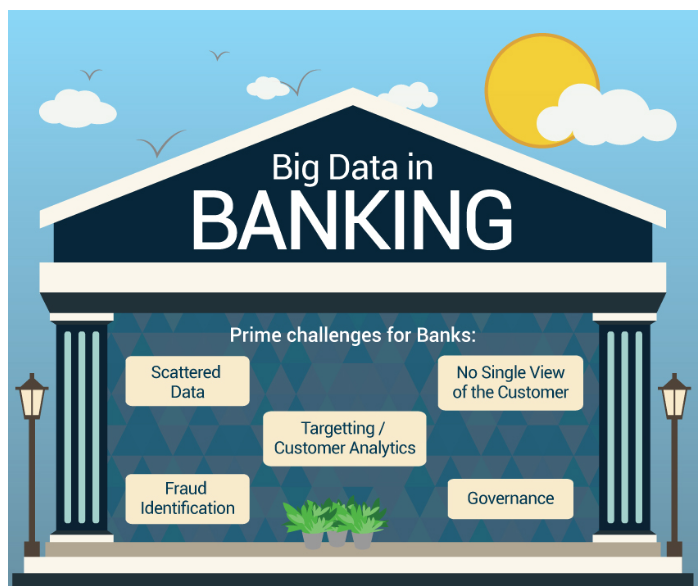 Big Data in
BANKING
Prime challenges for Banks:
Scattered
Data
No Single View
of the Customer
Targetting /
Customer Analytics
Fraud
Identification
Governance